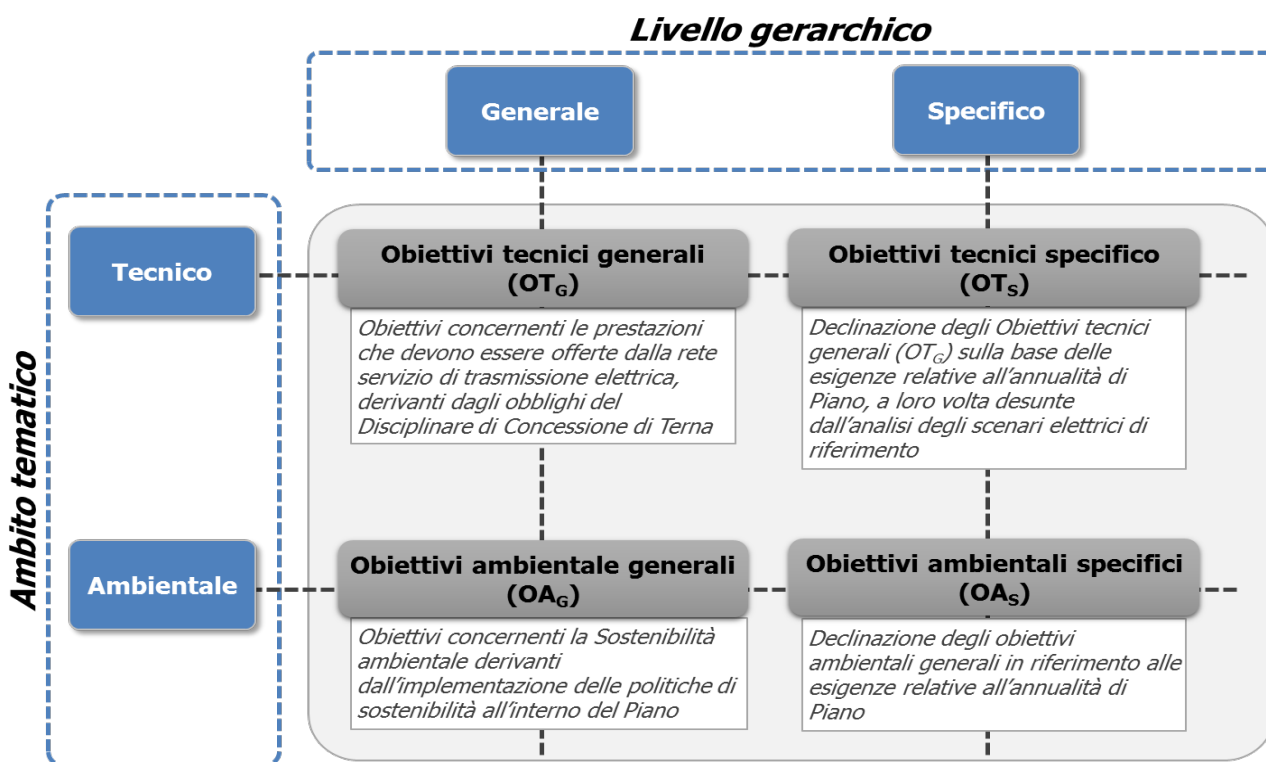 Livello gerarchico
Generale
Specifico
Ambito tematico
Tecnico
Obiettivi tecnici generali
(OTG)
Obiettivi concernenti le prestazioni
che devono essere offerte dalla rete
servizio di trasmissione elettrica,
derivanti dagli obblighi del
Disciplinare di Concessione di Terna
Obiettivi tecnici specifico
(OTS)
Declinazione degli Obiettivi tecnici
generali (OTG) sulla base delle
esigenze relative all'annualità di
Piano, a loro volta desunte
dall'analisi degli scenari elettrici di
riferimento
Ambientale
Obiettivi ambientale generali
(OAG)
Obiettivi concernenti la Sostenibilità
ambientale derivanti
dall'implementazione delle politiche di
sostenibilità all'interno del Piano
Obiettivi ambientali specifici
(OAS)
Declinazione degli obiettivi
ambientali generali in riferimento alle
esigenze relative all'annualità di
Piano